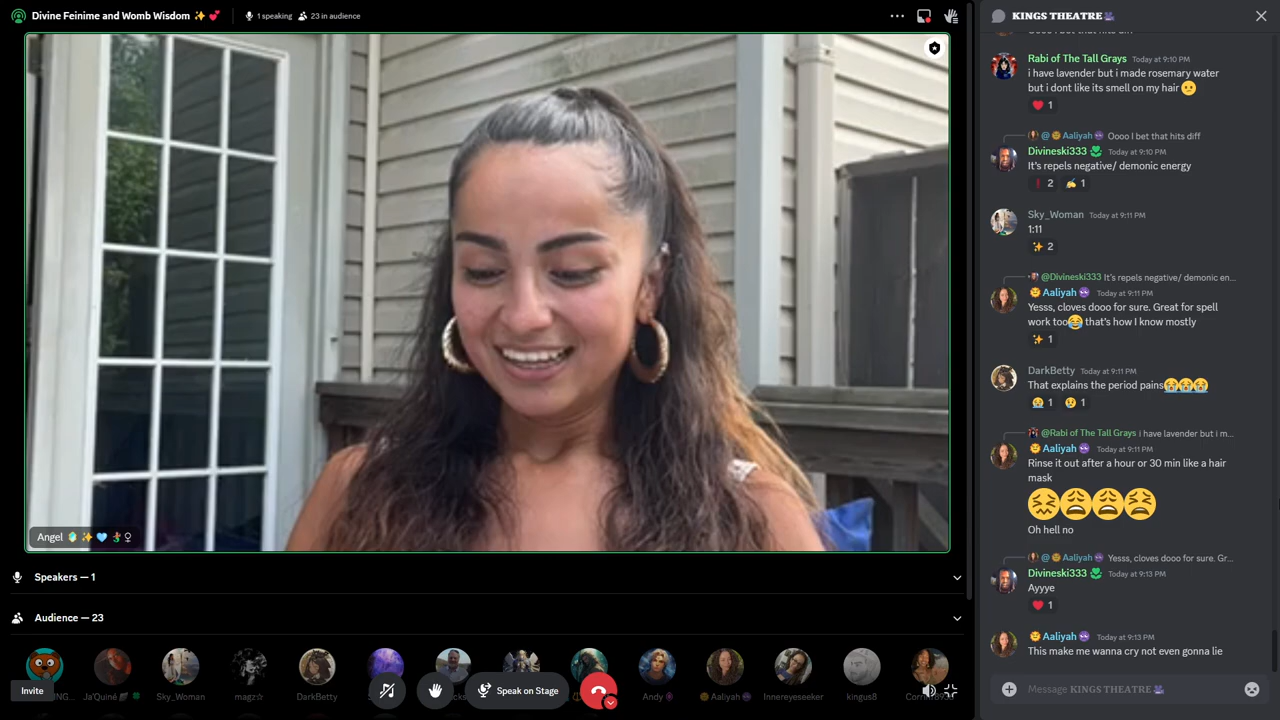 Divine Feinime and Womb Wisdom ✨ 💕
1 speaking
23 in audience
Angel
Speakers — 1
Audience — 23
Invite
Ja'Quiné
Sky_Woman
magz☆
DarkBetty
Speak on Stage
Andy
Aaliyah
Innereyeseeker
kingus8
KINGS THEATRE
Rabi of The Tall Grays Today at 9:10 PM
i have lavender but i made rosemary water
but i dont like its smell on my hair 😕
❤️ 1
@ Aaliyah Oooo I bet that hits diff
Divineski333 Today at 9:10 PM
It's repels negative/ demonic energy
2
✍️ 1
Sky_Woman Today at 9:11 PM
1:11
✨ 2
@Divineski333 It's repels negative/ demonic en...
Aaliyah Today at 9:11 PM
Yesss, cloves dooo for sure. Great for spell
work too😂 that's how I know mostly
✨ 1
DarkBetty Today at 9:11 PM
That explains the period pains😭😭😭
😭 1
😢 1
@Rabi of The Tall Grays i have lavender but i m...
Aaliyah Today at 9:11 PM
Rinse it out after a hour or 30 min like a hair
mask
😖😩😩😫
Oh hell no
@ Aaliyah Yesss, cloves dooo for sure. Gr...
Divineski333 Today at 9:13 PM
Ayyye
❤️ 1
Aaliyah Today at 9:13 PM
This make me wanna cry not even gonna lie
Message KINGS THEATRE